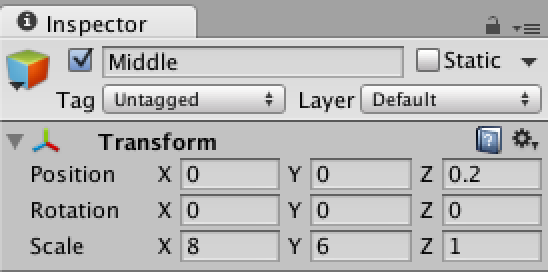 Inspector
Middle Static
Tag Untagged Layer Default
Transform
Position X 0 Y 0 Z 0.2
Rotation X 0 Y 0 Z 0
Scale X 8 Y 6 Z 1